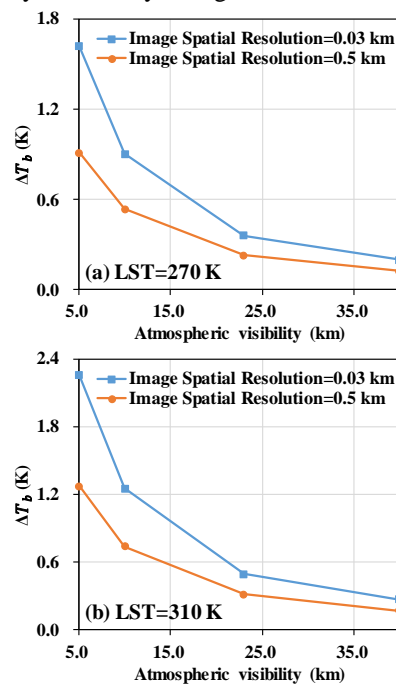 1.8
Image Spatial Resolution=0.03 km
Image Spatial Resolution=0.5 km
1.2
ΔT_b (K)
0.6
(a) LST=270 K
0.0
5.0 15.0 25.0 35.0
Atmospheric visibility (km)
2.4
Image Spatial Resolution=0.03 km
Image Spatial Resolution=0.5 km
1.8
ΔT_b (K)
1.2
0.6
(b) LST=310 K
0.0
5.0 15.0 25.0 35.0
Atmospheric visibility (km)